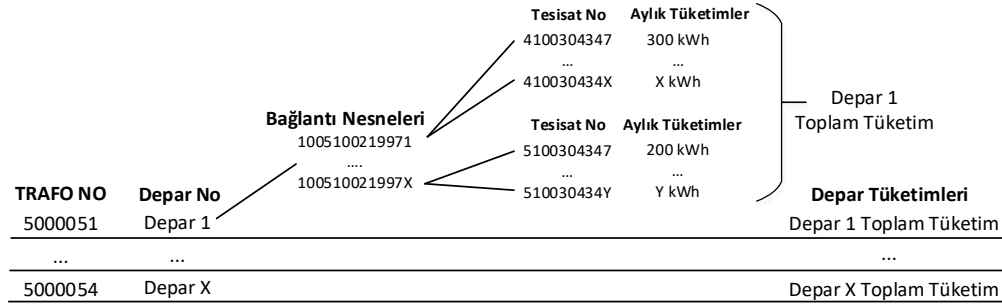 Tesisat No Aylık Tüketimler
4100304347 300 kWh
... ...
410030434X X kWh
Depar 1
Toplam Tüketim
Bağlantı Nesneleri
1005100219971
....
100510021997X
Tesisat No Aylık Tüketimler
5100304347 200 kWh
... ...
510030434Y Y kWh
TRAFO NO Depar No Depar Tüketimleri
5000051 Depar 1 Depar 1 Toplam Tüketim
... ... ...
5000054 Depar X Depar X Toplam Tüketim